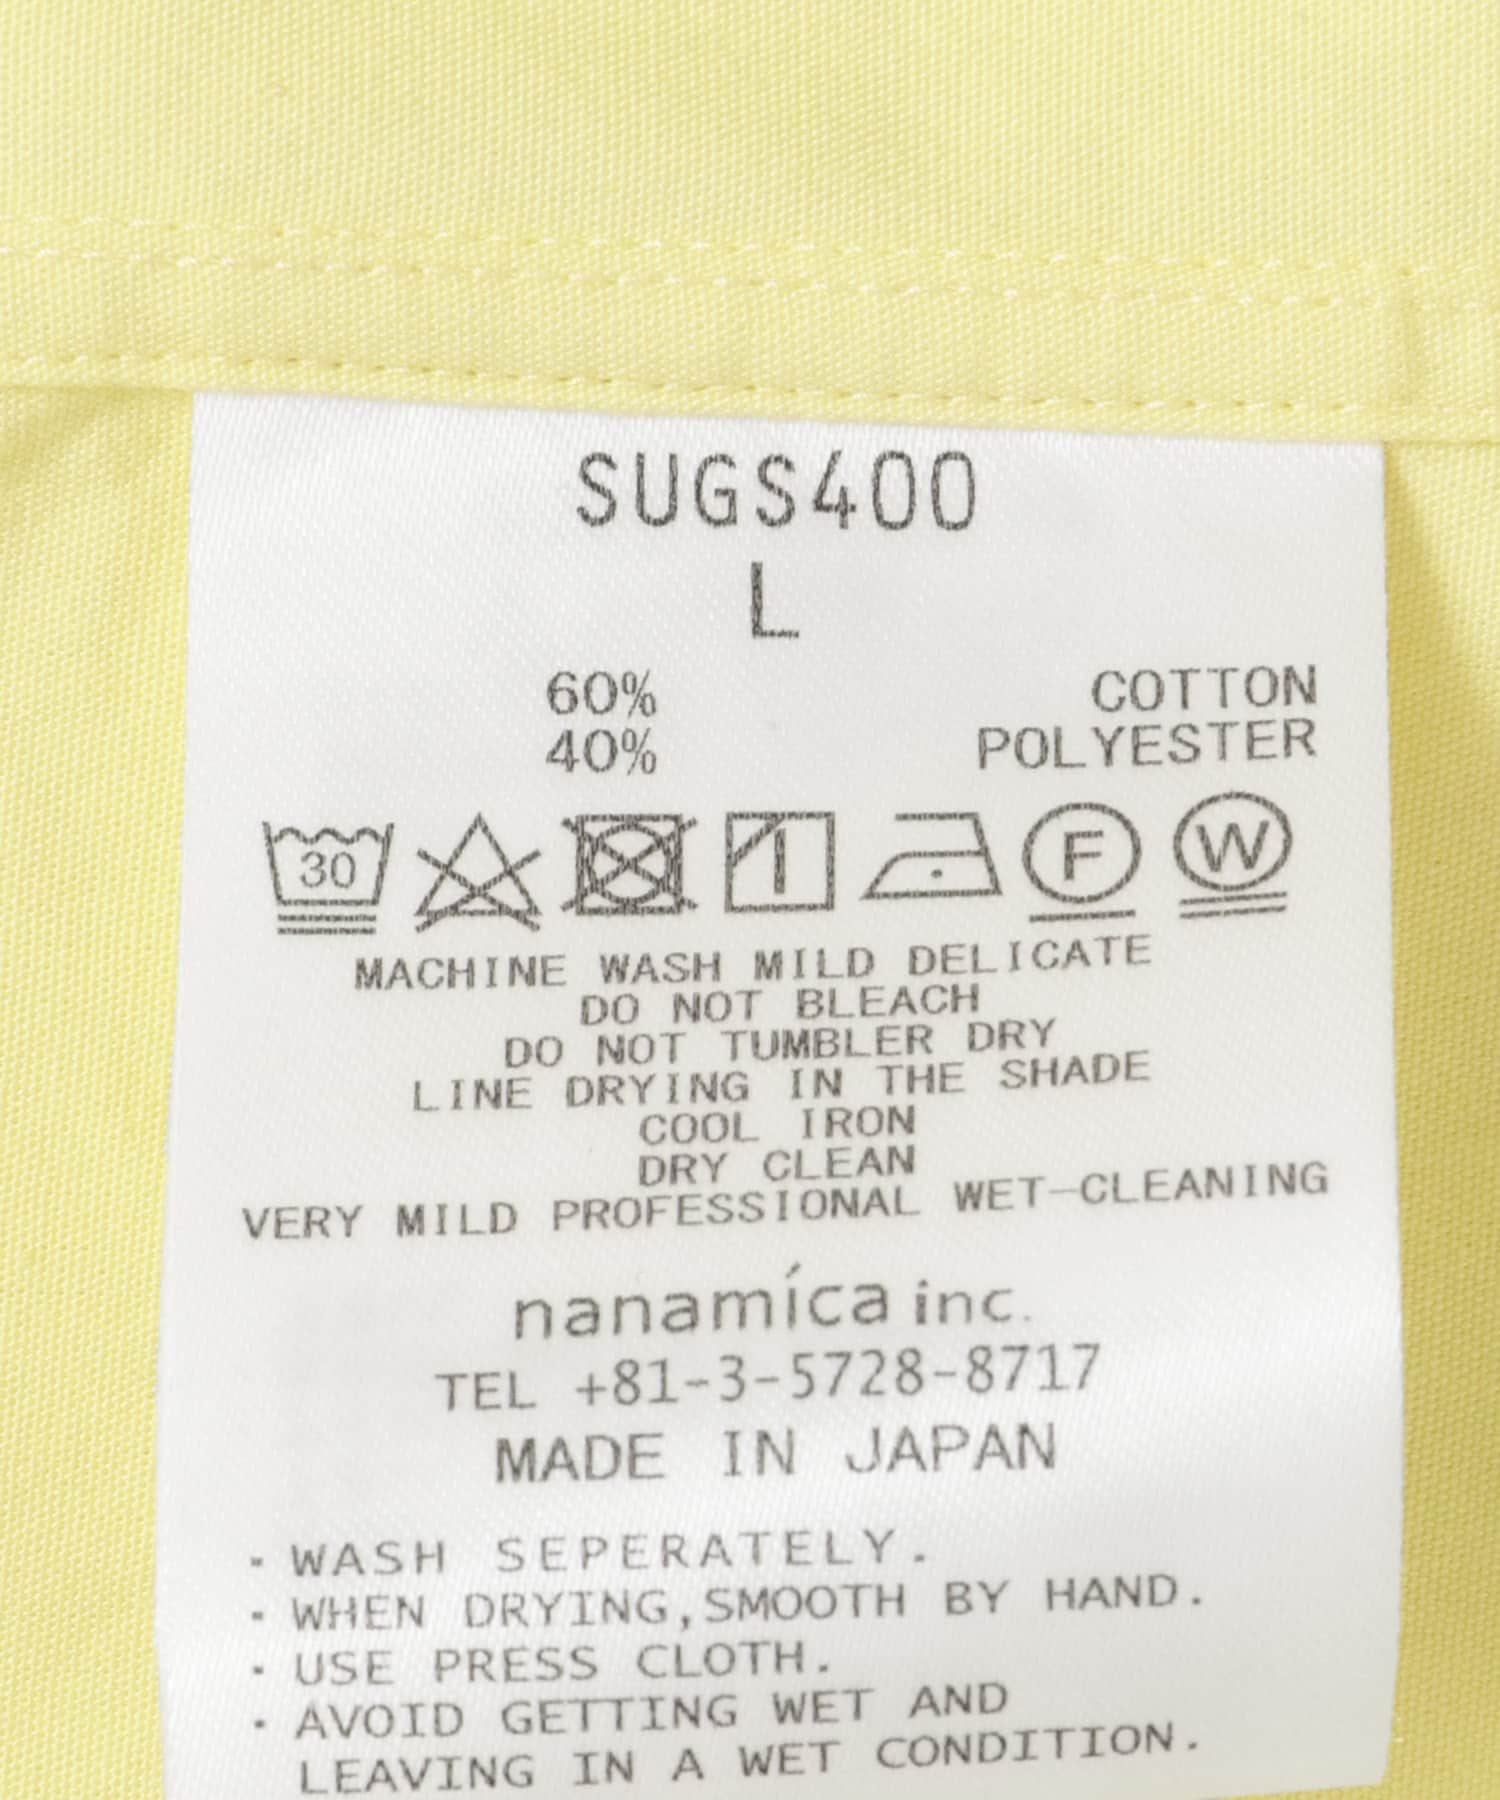 SUGS400
L
60% COTTON
40% POLYESTER
30 F W
MACHINE WASH MILD DELICATE
DO NOT BLEACH
DO NOT TUMBLER DRY
LINE DRYING IN THE SHADE
COOL IRON
DRY CLEAN
VERY MILD PROFESSIONAL WET-CLEANING
nanamíca inc.
TEL +81-3-5728-8717
MADE IN JAPAN
・WASH SEPERATELY.
・WHEN DRYING,SMOOTH BY HAND.
・USE PRESS CLOTH.
・AVOID GETTING WET AND
LEAVING IN A WET CONDITION.